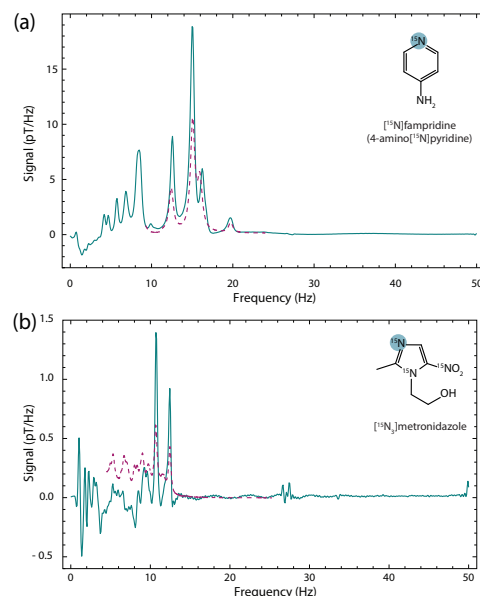 (a)
15N
NH2
[15N]fampridine
(4-amino[15N]pyridine)
Signal (pT/Hz)
15
10
5
0
0 10 20 30 40 50
Frequency (Hz)
(b)
1.5
15N
15N
15NO2
OH
[15N3]metronidazole
Signal (pT/Hz)
1.0
0.5
0.0
- 0.5
0 10 20 30 40 50
Frequency (Hz)